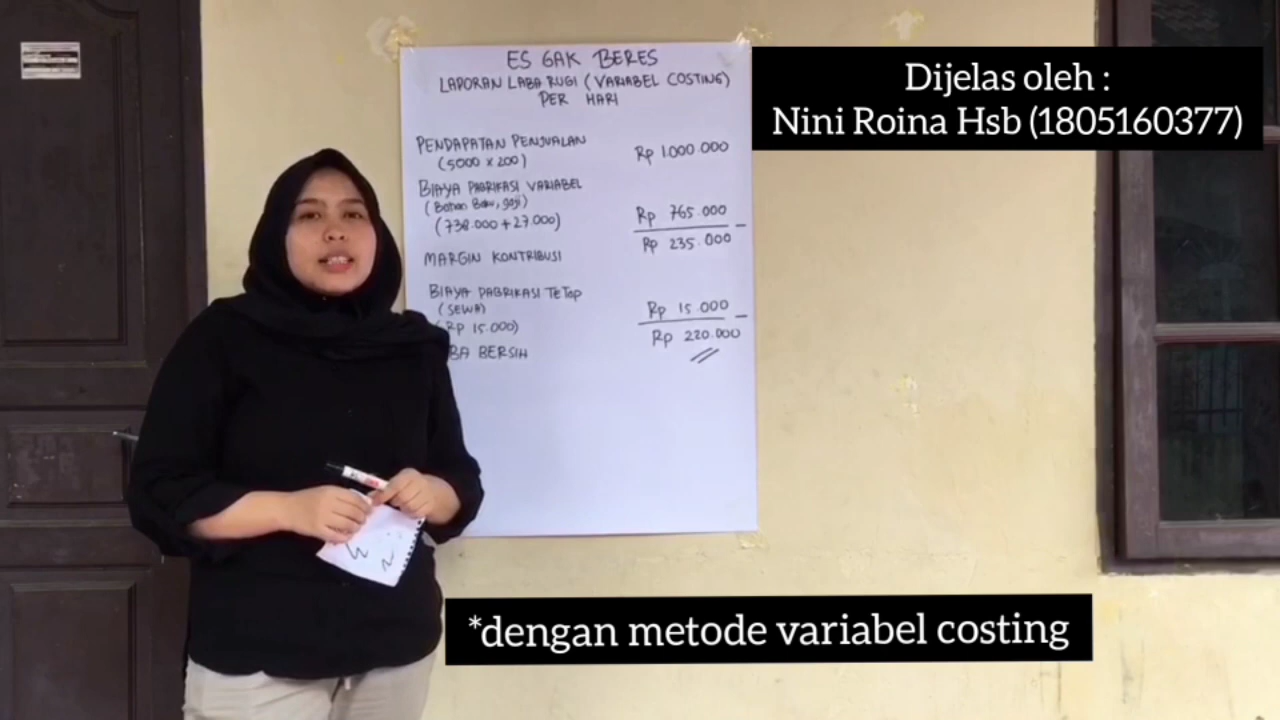 ES GAK BERES
LAPORAN LABA RUGI (VARIABEL COSTING)
PER HARI
PENDAPATAN PENJUALAN
(5000 x 200)
Rp 1.000.000
BIAYA PABRIKASI VARIABEL
(Bahan Baku, gaji)
(738.000 + 27.000)
Rp 765.000 -
Rp 235.000
MARGIN KONTRIBUSI
BIAYA PABRIKASI TETAP
(SEWA)
(Rp 15.000)
Rp 15.000 -
Rp 220.000
BA BERSIH
Dijelas oleh :
Nini Roina Hsb (1805160377)
*dengan metode variabel costing